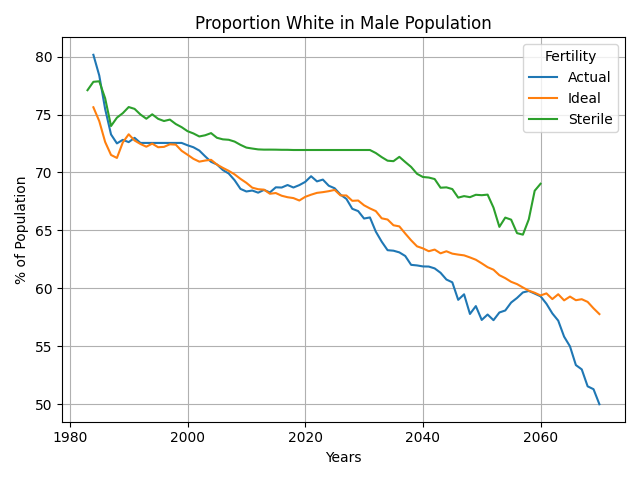 Proportion White in Male Population
% of Population
80
75
70
65
60
55
50
1980
2000
2020
2040
2060
Years
Fertility
Actual
Ideal
Sterile